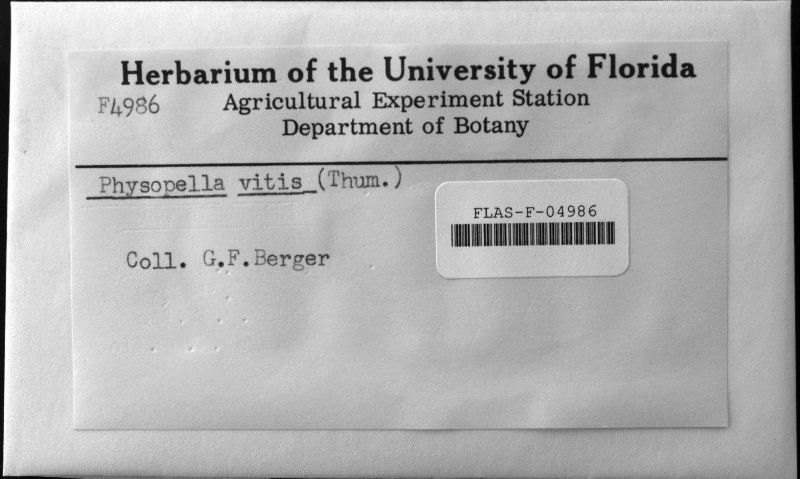 Herbarium of the University of Florida
F4986 Agricultural Experiment Station
Department of Botany
Physopella vitis (Thum.)
FLAS-F-04986
Coll. G.F.Berger